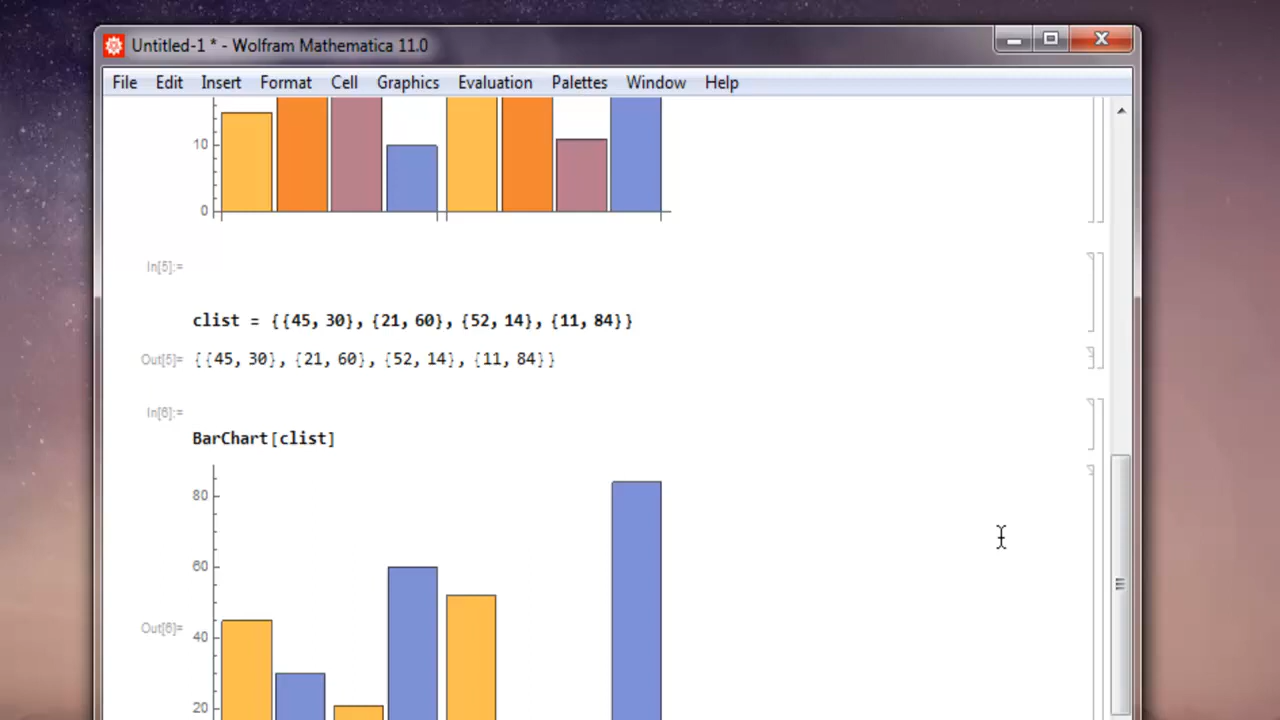 Untitled-1 * - Wolfram Mathematica 11.0
File Edit Insert Format Cell Graphics Evaluation Palettes Window Help
10
0
In[5]:=
clist = {{45, 30}, {21, 60}, {52, 14}, {11, 84}}
Out[5]= {{45, 30}, {21, 60}, {52, 14}, {11, 84}}
In[6]:=
BarChart[clist]
80
60
Out[6]=
40
20